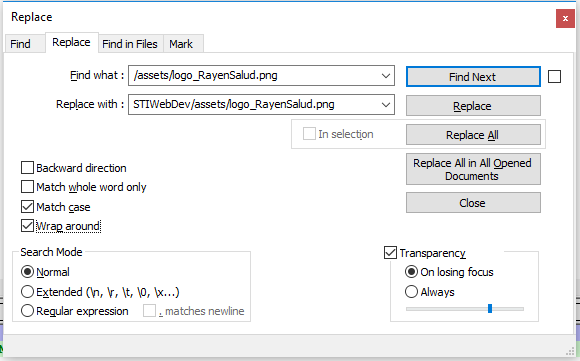 Replace
x
Find
Replace
Find in Files
Mark
Find what :
/assets/logo_RayenSalud.png
Find Next
Replace with :
STIWebDev/assets/logo_RayenSalud.png
Replace
In selection
Replace All
Replace All in All Opened
Documents
Close
Backward direction
Match whole word only
Match case
Wrap around
Search Mode
Normal
Extended (\n, \r, \t, \0, \x...)
Regular expression
. matches newline
Transparency
On losing focus
Always